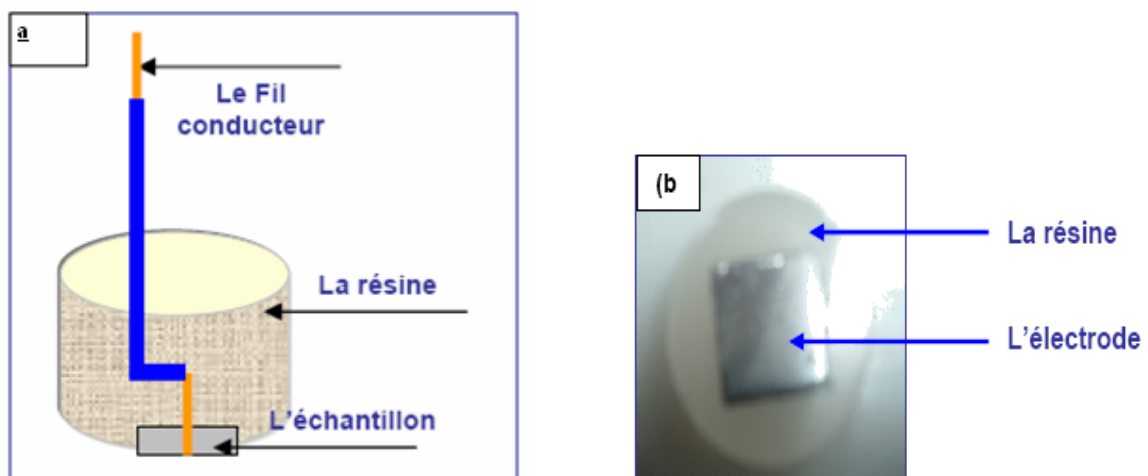 a
Le Fil
conducteur
La résine
L'échantillon
(b
La résine
L'électrode